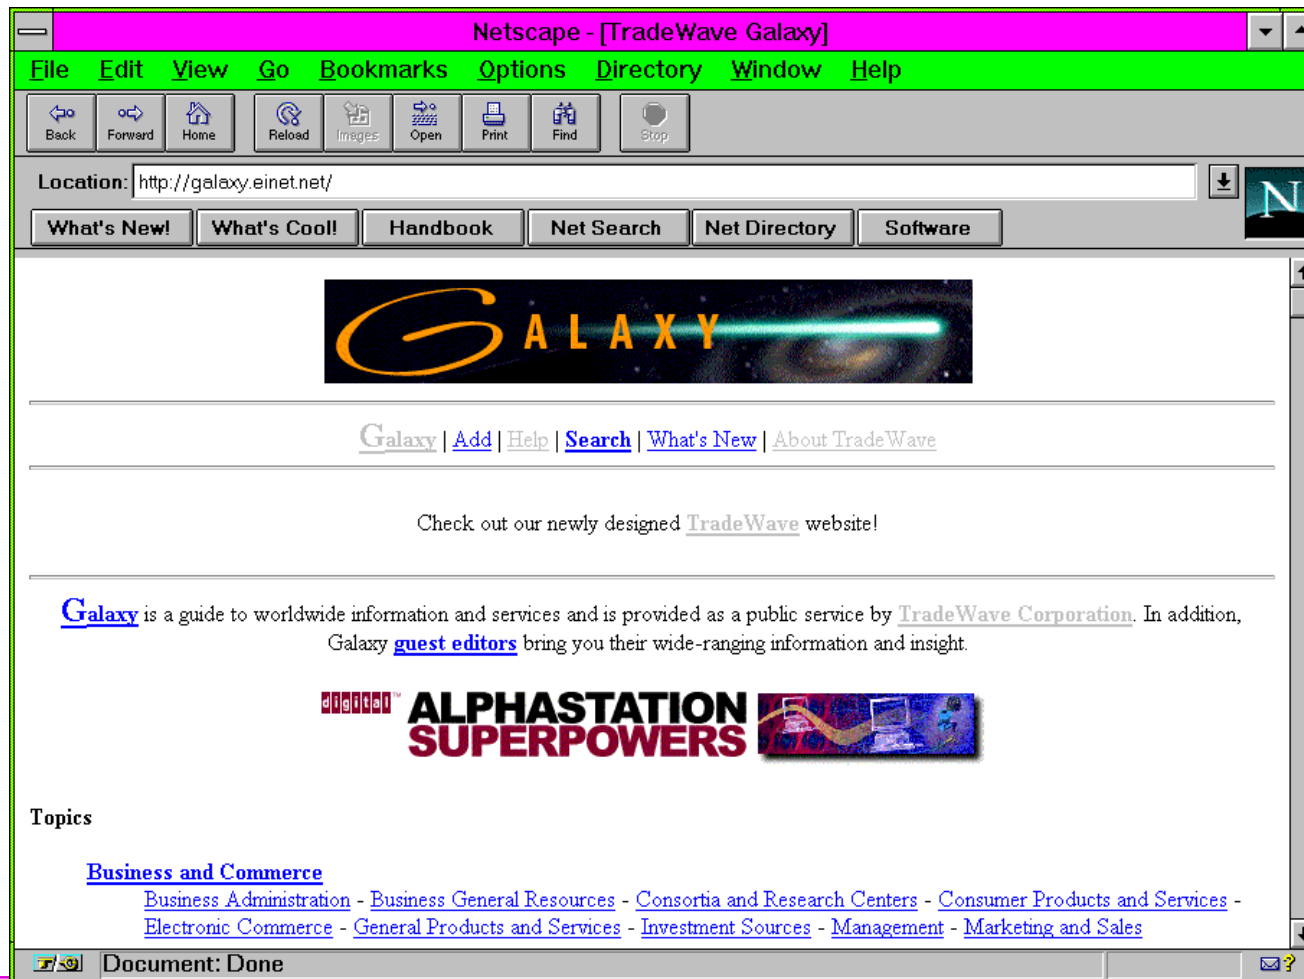 Netscape - [TradeWave Galaxy]
File Edit View Go Bookmarks Options Directory Window Help
Back Forward Home Reload Images Open Print Find Stop
Location: http://galaxy.einet.net/
N
What's New! What's Cool! Handbook Net Search Net Directory Software
GALAXY
Galaxy | Add | Help | Search | What's New | About TradeWave
Check out our newly designed TradeWave website!
Galaxy is a guide to worldwide information and services and is provided as a public service by TradeWave Corporation. In addition,
Galaxy guest editors bring you their wide-ranging information and insight.
digital™ ALPHASTATION
SUPERPOWERS
Topics
Business and Commerce
Business Administration - Business General Resources - Consortia and Research Centers - Consumer Products and Services -
Electronic Commerce - General Products and Services - Investment Sources - Management - Marketing and Sales
Document: Done